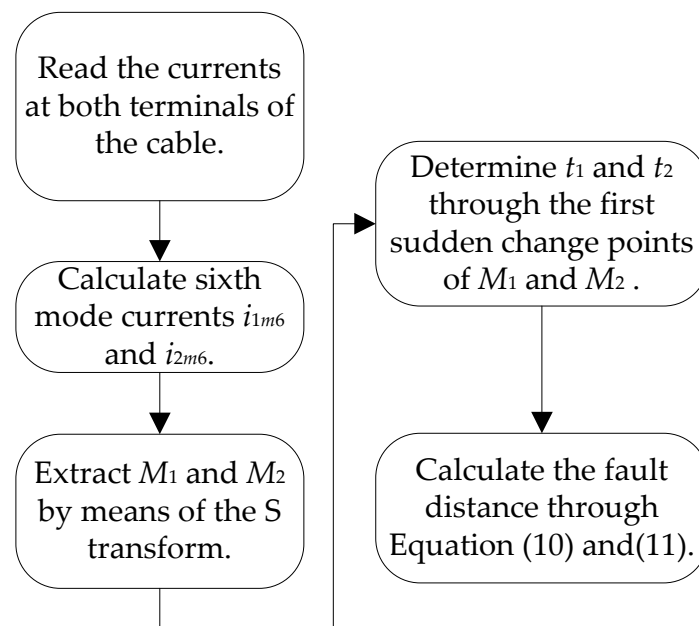 Read the currents
at both terminals of
the cable.
Calculate sixth
mode currents i1m6
and i2m6.
Extract M1 and M2
by means of the S
transform.
Determine t1 and t2
through the first
sudden change points
of M1 and M2 .
Calculate the fault
distance through
Equation (10) and(11).